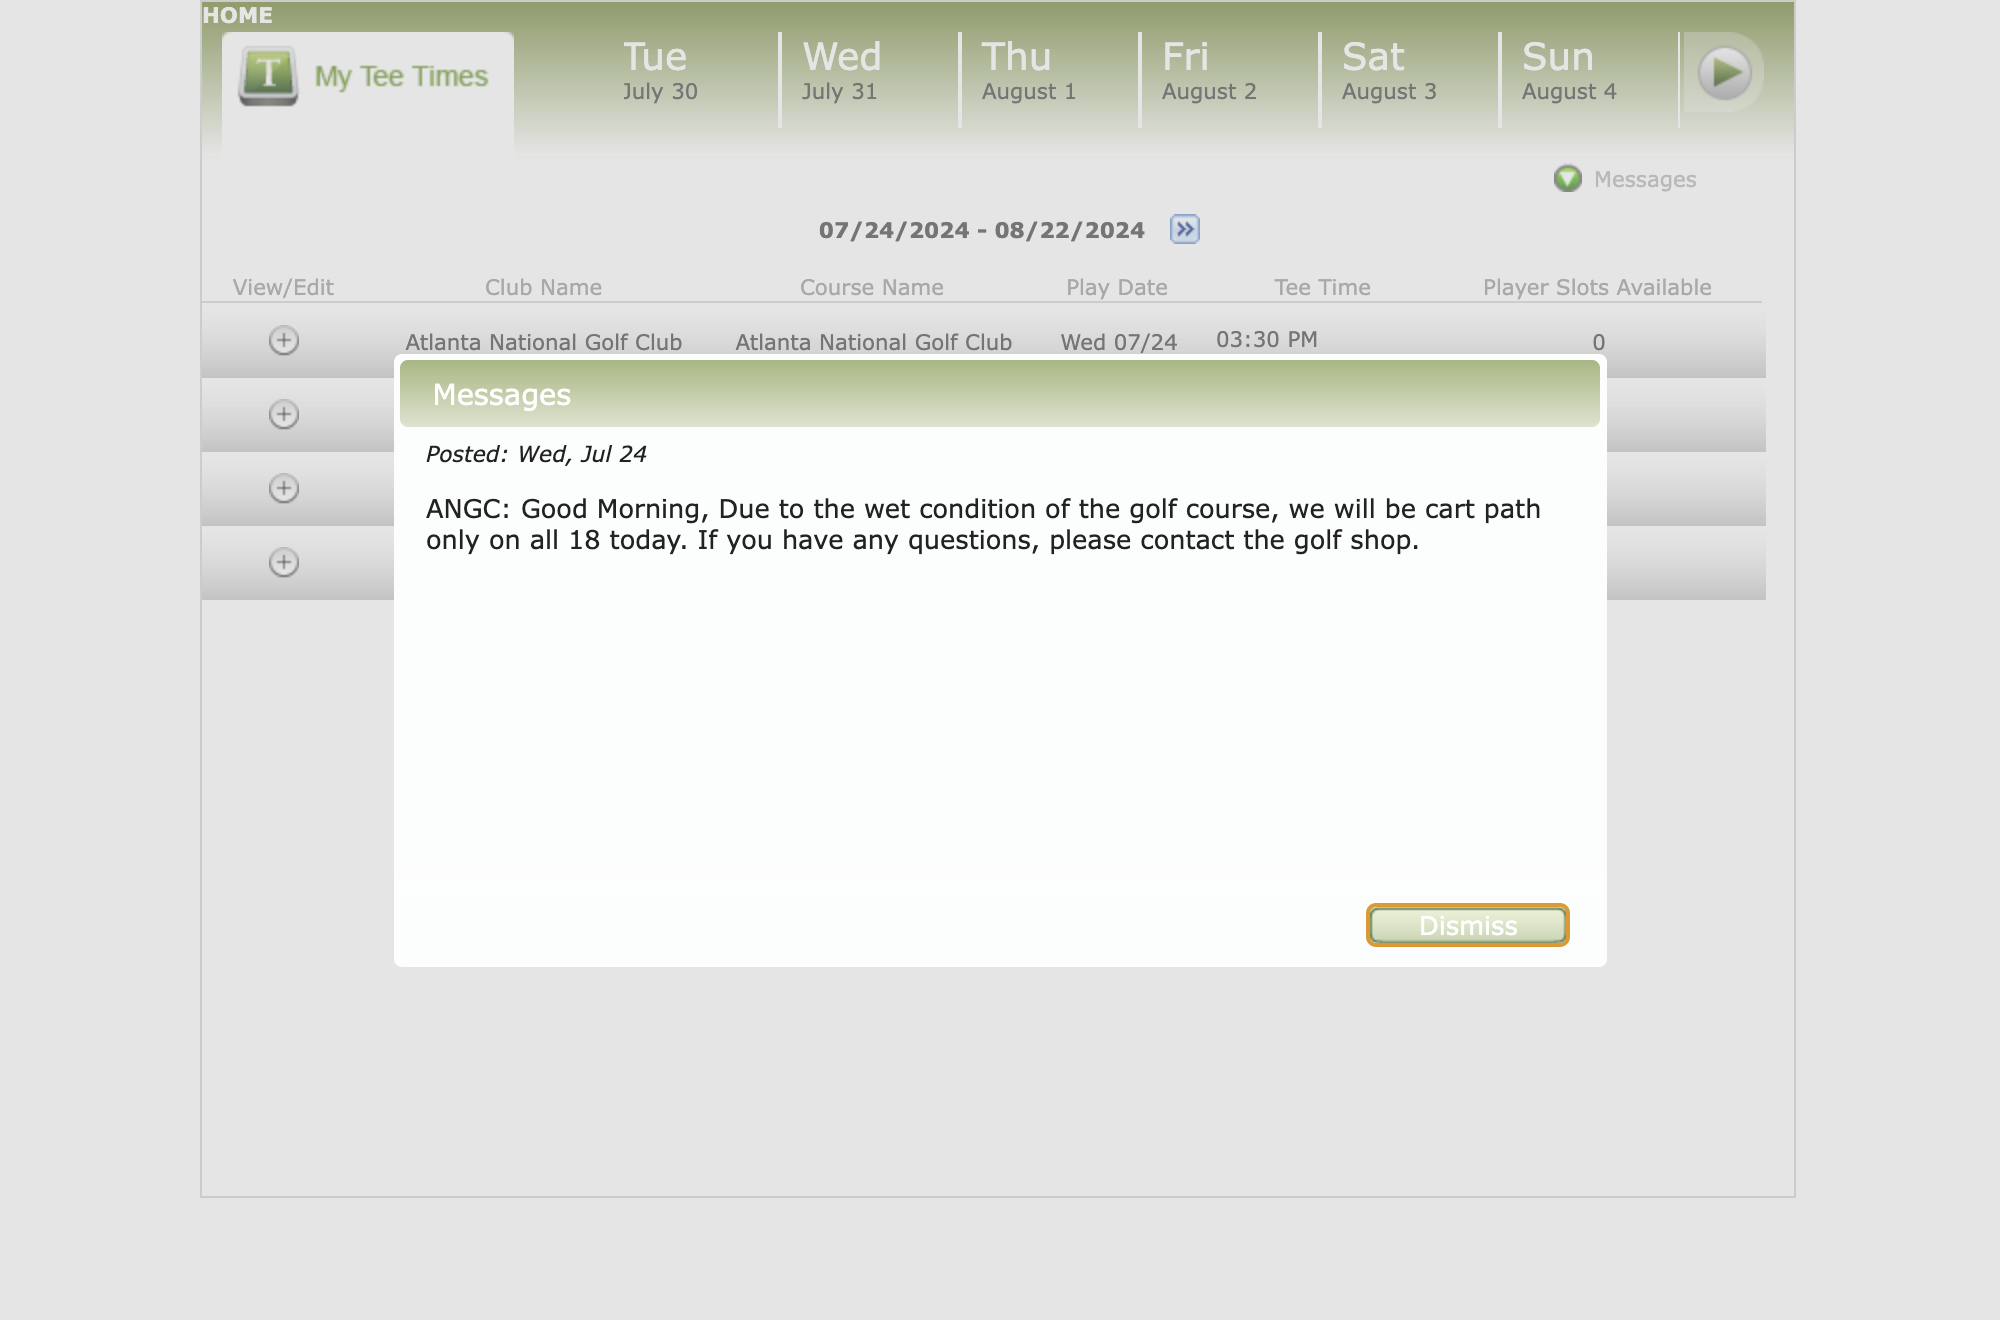 HOME
T My Tee Times
Tue
July 30
Wed
July 31
Thu
August 1
Fri
August 2
Sat
August 3
Sun
August 4
Messages
07/24/2024 - 08/22/2024
View/Edit Club Name Course Name Play Date Tee Time Player Slots Available
Atlanta National Golf Club Atlanta National Golf Club Wed 07/24 03:30 PM 0
Messages
Posted: Wed, Jul 24
ANGC: Good Morning, Due to the wet condition of the golf course, we will be cart path
only on all 18 today. If you have any questions, please contact the golf shop.
Dismiss